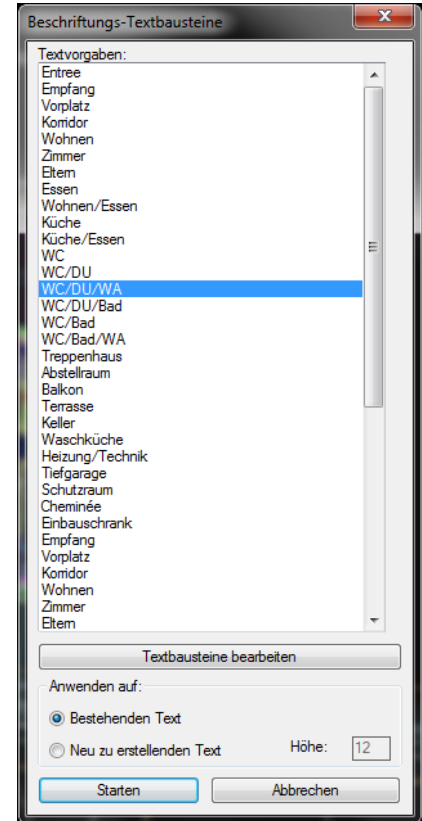 Beschriftungs-Textbausteine
Textvorgaben:
Entree
Empfang
Vorplatz
Korridor
Wohnen
Zimmer
Eltern
Essen
Wohnen/Essen
Küche
Küche/Essen
WC
WC/DU
WC/DU/WA
WC/DU/Bad
WC/Bad
WC/Bad/WA
Treppenhaus
Abstellraum
Balkon
Terrasse
Keller
Waschküche
Heizung/Technik
Tiefgarage
Schutzraum
Cheminée
Einbauschrank
Empfang
Vorplatz
Korridor
Wohnen
Zimmer
Eltern
Textbausteine bearbeiten
Anwenden auf:
Bestehenden Text
Neu zu erstellenden Text Höhe: 12
Starten Abbrechen